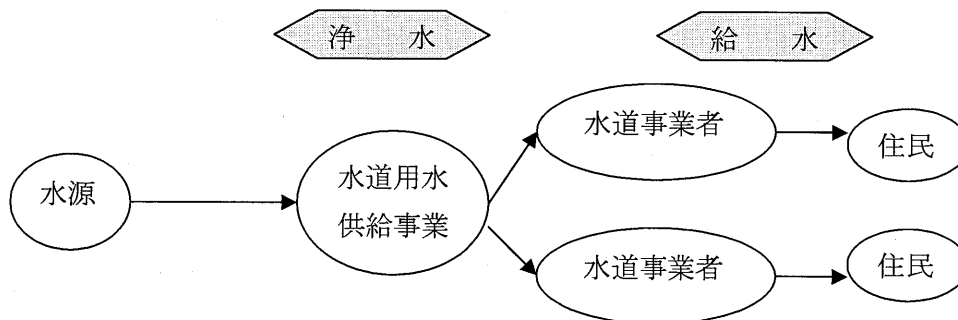 浄　水
給　水
水源
水道用水
供給事業
水道事業者
住民
水道事業者
住民